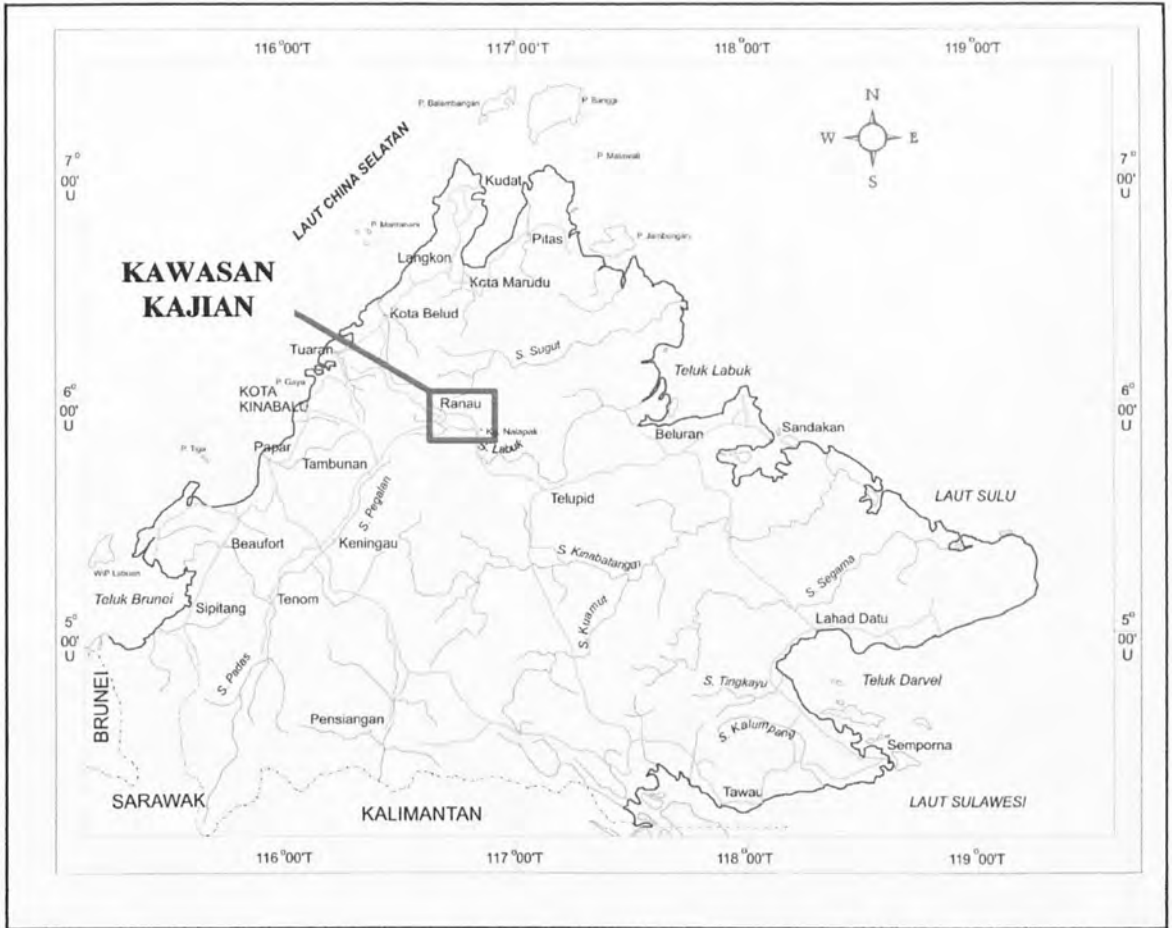 116°00'T 117°00'T 118°00'T 119°00'T
P. Balambangan
P. Banggi
N
W E
S
LAUT CHINA SELATAN
P. Malawali
7°
00'
U
7°
00'
U
Kudat
P. Mantanani
Pitas
P. Jambongan
Langkon
KAWASAN
KAJIAN
Kota Marudu
Kota Belud
Tuaran
S. Sugut
Teluk Labuk
P. Gaya
6°
00'
U
KOTA
KINABALU
Ranau
6°
00'
U
Kg. Nalapak
S. Labuk
Beluran
Sandakan
P. Tiga
Papar
Tambunan
S. Pegalan
Telupid
LAUT SULU
Beaufort
Keningau
S. Kinabatangan
WIP Labuan
S. Segama
Teluk Brunei
Sipitang
Tenom
S. Kuamut
Lahad Datu
5°
00'
U
5°
00'
U
S. Padas
S. Tingkayu
Teluk Darvel
BRUNEI
Pensiangan
S. Kalumpang
Semporna
SARAWAK
KALIMANTAN
Tawau
LAUT SULAWESI
116°00'T 117°00'T 118°00'T 119°00'T